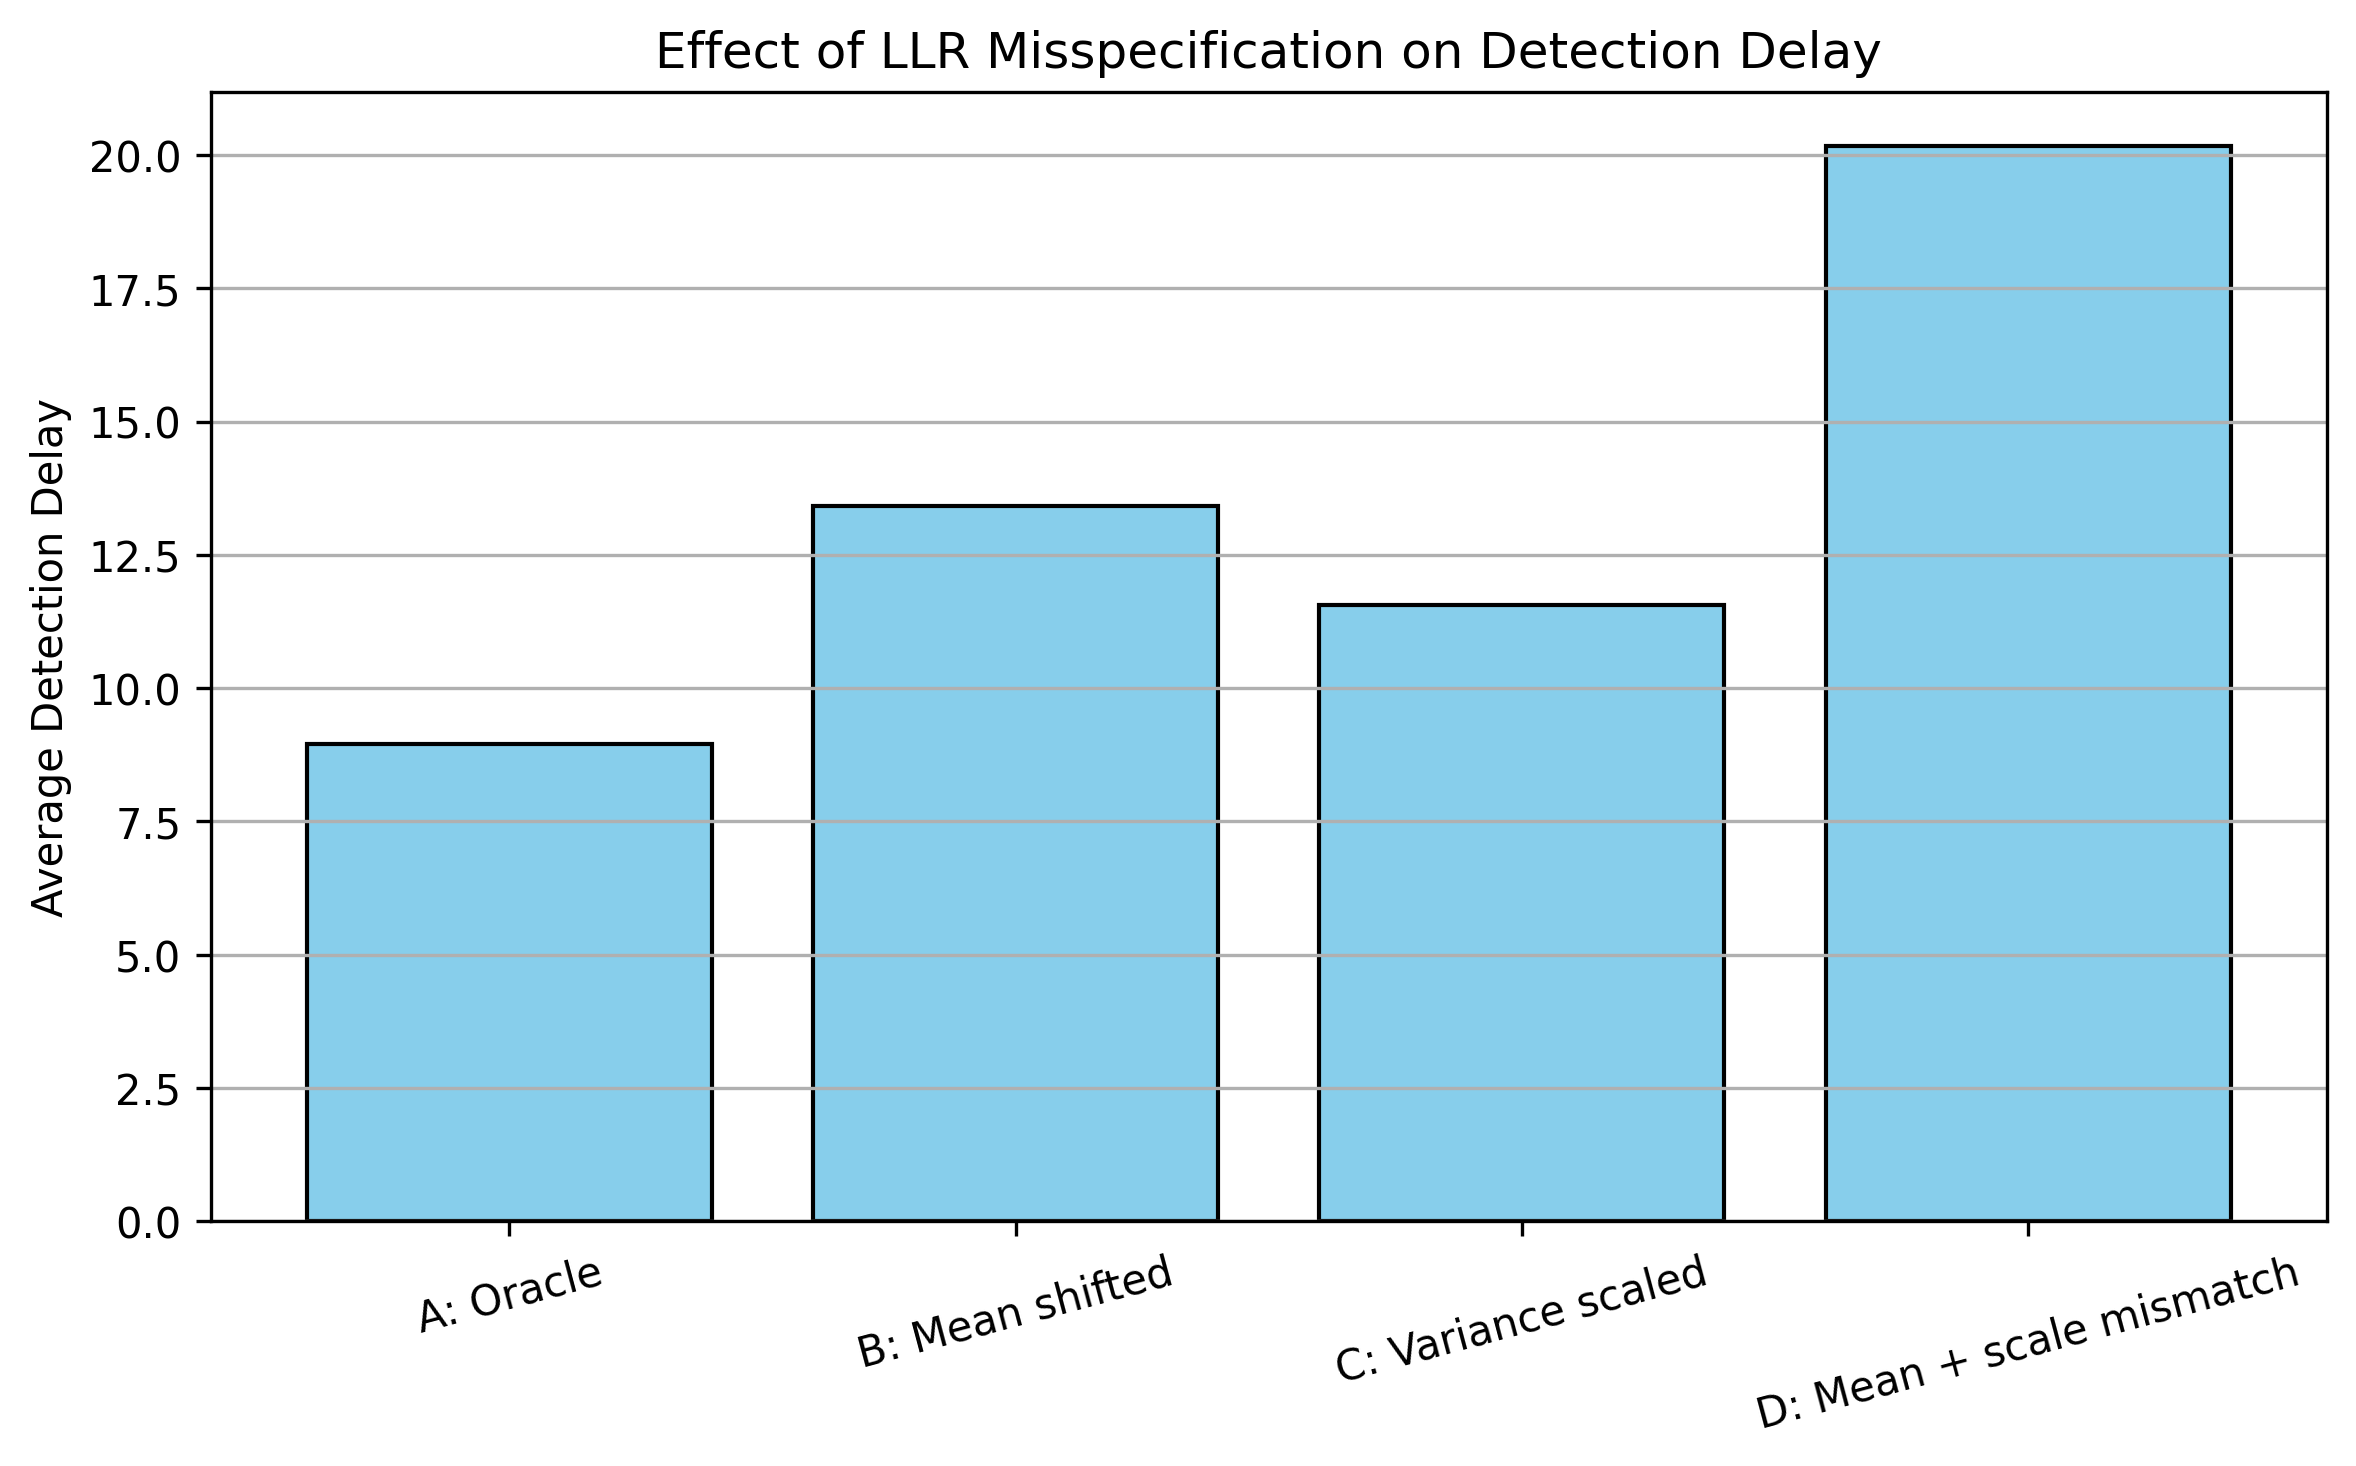 Effect of LLR Misspecification on Detection Delay
Average Detection Delay
20.0
17.5
15.0
12.5
10.0
7.5
5.0
2.5
0.0
A: Oracle
B: Mean shifted
C: Variance scaled
D: Mean + scale mismatch